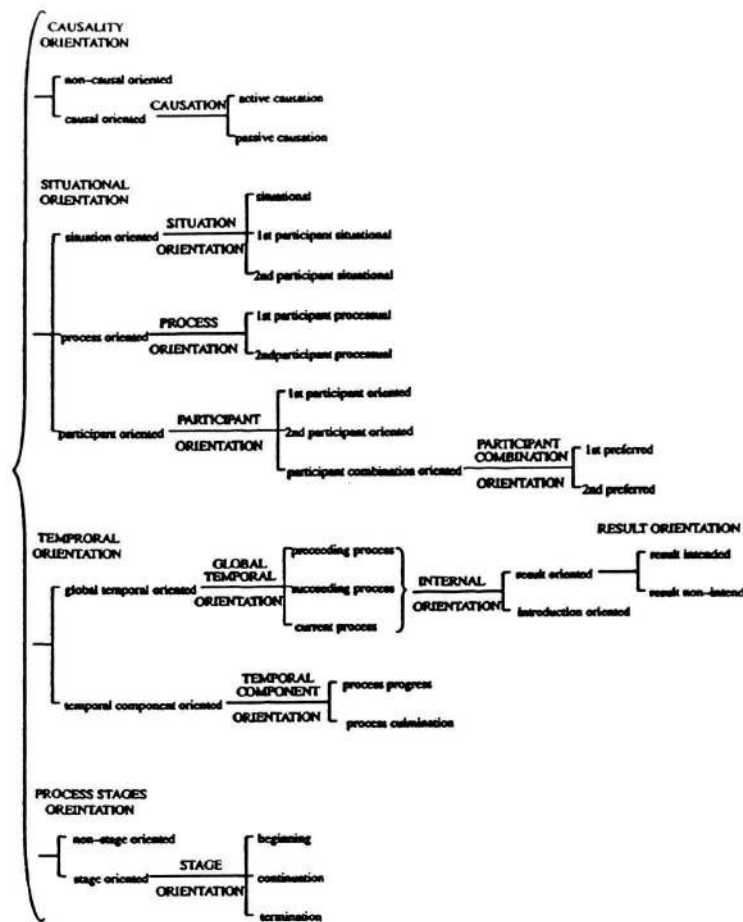 CAUSALITY
ORIENTATION
non-causal oriented
causal oriented
CAUSATION
active causation
passive causation
SITUATIONAL
ORIENTATION
situation oriented
SITUATION
ORIENTATION
situational
1st participant situational
2nd participant situational
process oriented
PROCESS
ORIENTATION
1st participant processual
2ndparticipant processual
participant oriented
PARTICIPANT
ORIENTATION
1st participant oriented
2nd participant oriented
participant combination oriented
PARTICIPANT
COMBINATION
ORIENTATION
1st preferred
2nd preferred
TEMPRORAL
ORIENTATION
global temporal oriented
GLOBAL
TEMPORAL
ORIENTATION
proceeding process
succeeding process
current process
INTERNAL
ORIENTATION
result oriented
introduction oriented
RESULT ORIENTATION
result intended
result non-intend
temporal component oriented
TEMPORAL
COMPONENT
ORIENTATION
process progress
process culmination
PROCESS STAGES
OREINTATION
non-stage oriented
stage oriented
STAGE
ORIENTATION
beginning
continuation
termination